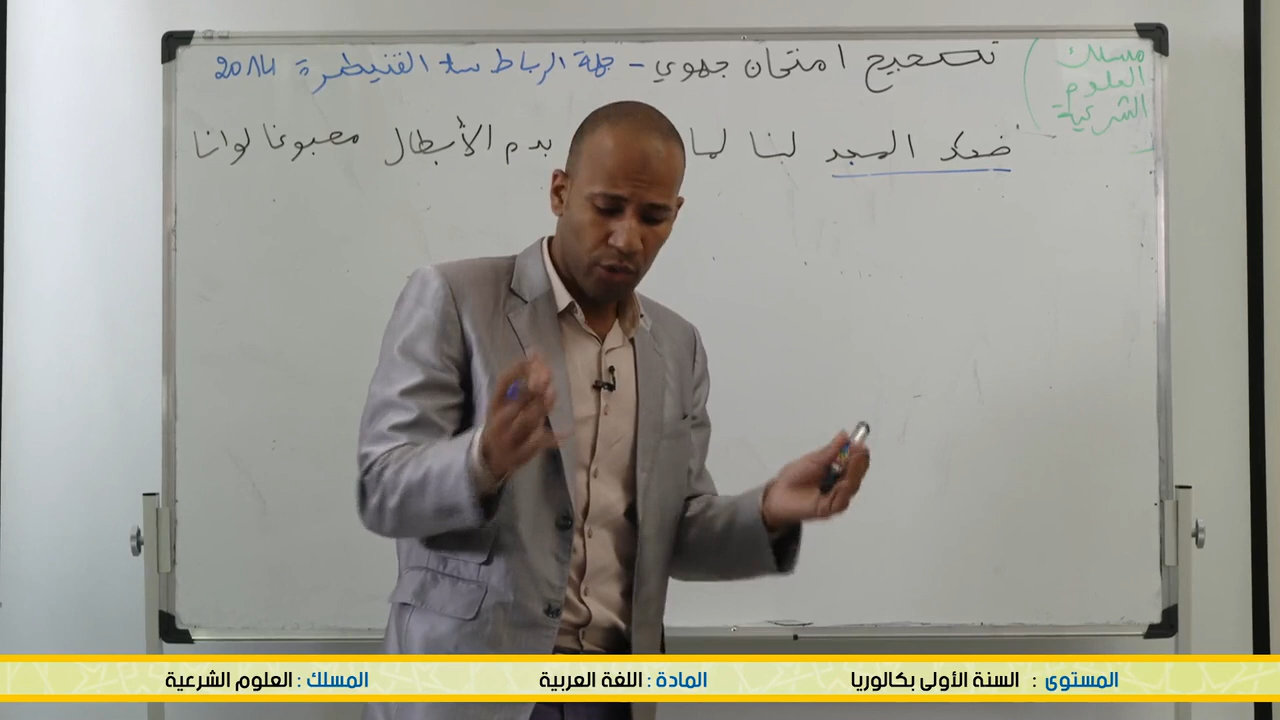 تصحيح امتحان جهوي - جهة الرباط سلا القنيطرة 2014
مسلك
العلوم
الشرعية
ضحك المجد لنا لما بدم الأبطال مصبوغا لوانا
المستوى : السنة الأولى بكالوريا
المادة : اللغة العربية
المسلك : العلوم الشرعية